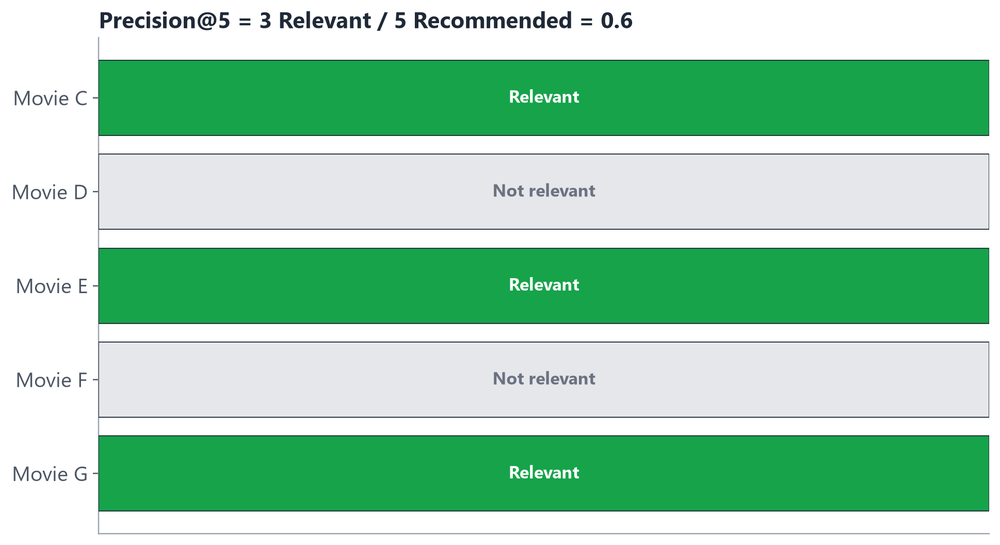 Precision@5 = 3 Relevant / 5 Recommended = 0.6
Movie C
Relevant
Movie D
Not relevant
Movie E
Relevant
Movie F
Not relevant
Movie G
Relevant